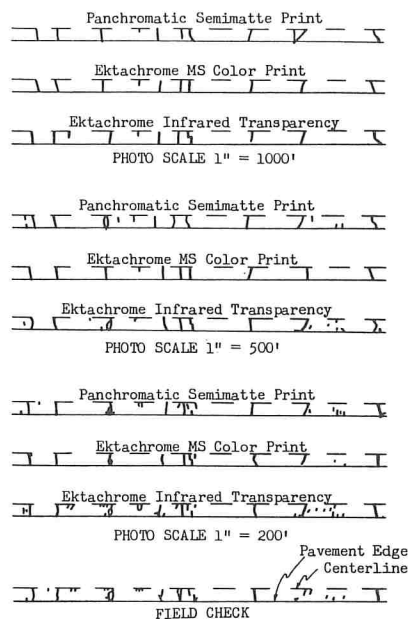 Panchromatic Semimatte Print
Ektachrome MS Color Print
Ektachrome Infrared Transparency
PHOTO SCALE 1" = 1000'
Panchromatic Semimatte Print
Ektachrome MS Color Print
Ektachrome Infrared Transparency
PHOTO SCALE 1" = 500'
Panchromatic Semimatte Print
Ektachrome MS Color Print
Ektachrome Infrared Transparency
PHOTO SCALE 1" = 200'
Pavement Edge
Centerline
FIELD CHECK